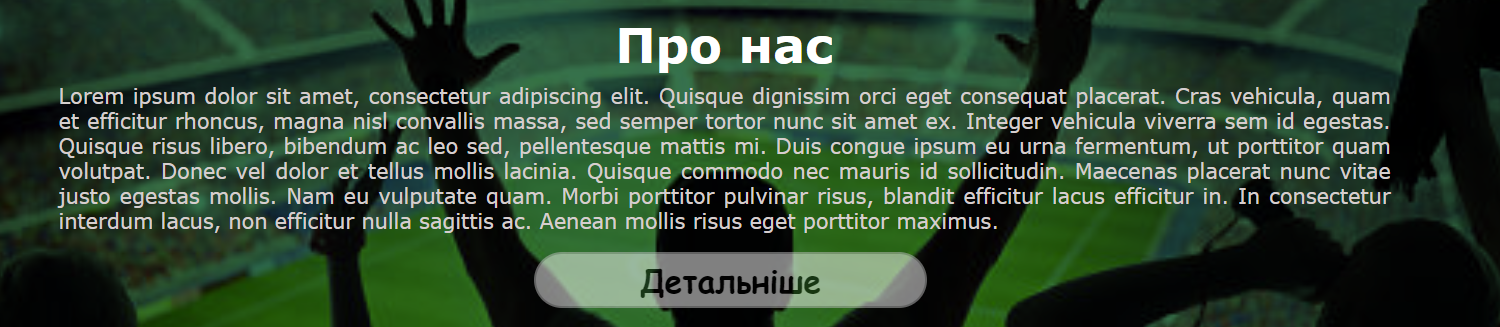 Про нас
Lorem ipsum dolor sit amet, consectetur adipiscing elit. Quisque dignissim orci eget consequat placerat. Cras vehicula, quam
et efficitur rhoncus, magna nisl convallis massa, sed semper tortor nunc sit amet ex. Integer vehicula viverra sem id egestas.
Quisque risus libero, bibendum ac leo sed, pellentesque mattis mi. Duis congue ipsum eu urna fermentum, ut porttitor quam
volutpat. Donec vel dolor et tellus mollis lacinia. Quisque commodo nec mauris id sollicitudin. Maecenas placerat nunc vitae
justo egestas mollis. Nam eu vulputate quam. Morbi porttitor pulvinar risus, blandit efficitur lacus efficitur in. In consectetur
interdum lacus, non efficitur nulla sagittis ac. Aenean mollis risus eget porttitor maximus.
Детальніше